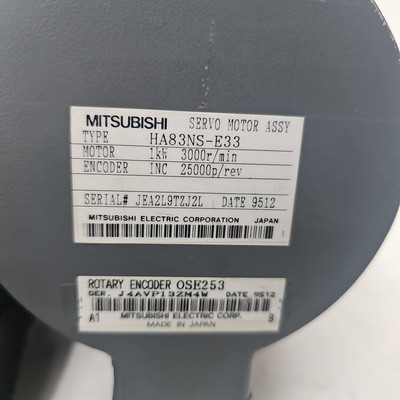 MITSUBISHI SERVO MOTOR ASSY
TYPE HA83NS-E33
MOTOR 1kW 3000r/min
ENCODER INC 25000p/rev
SERIAL# JEA2L9TZJ2L DATE 9512
MITSUBISHI ELECTRIC CORPORATION JAPAN
ROTARY ENCODER OSE253
SER. J4AVP13ZM4W DATE 9512
A1 MITSUBISHI ELECTRIC CORP. B
MADE IN JAPAN